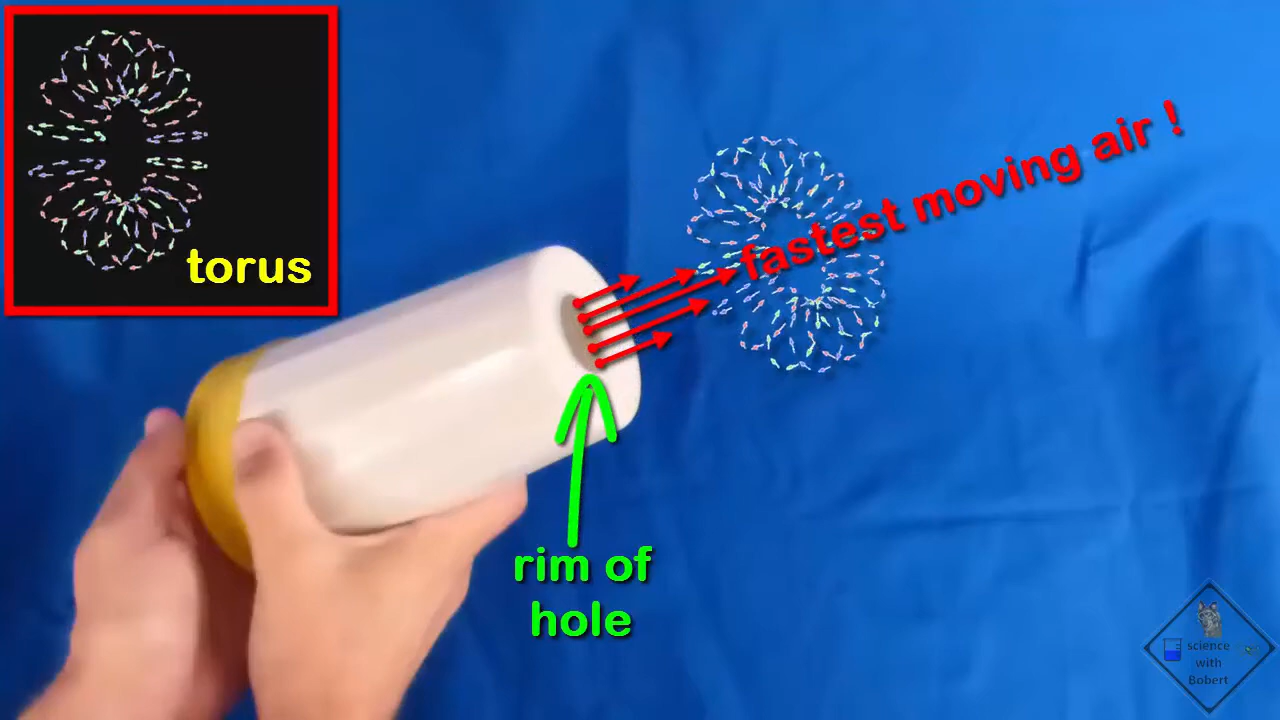 torus
fastest moving air !
rim of
hole
science
with
Bobert